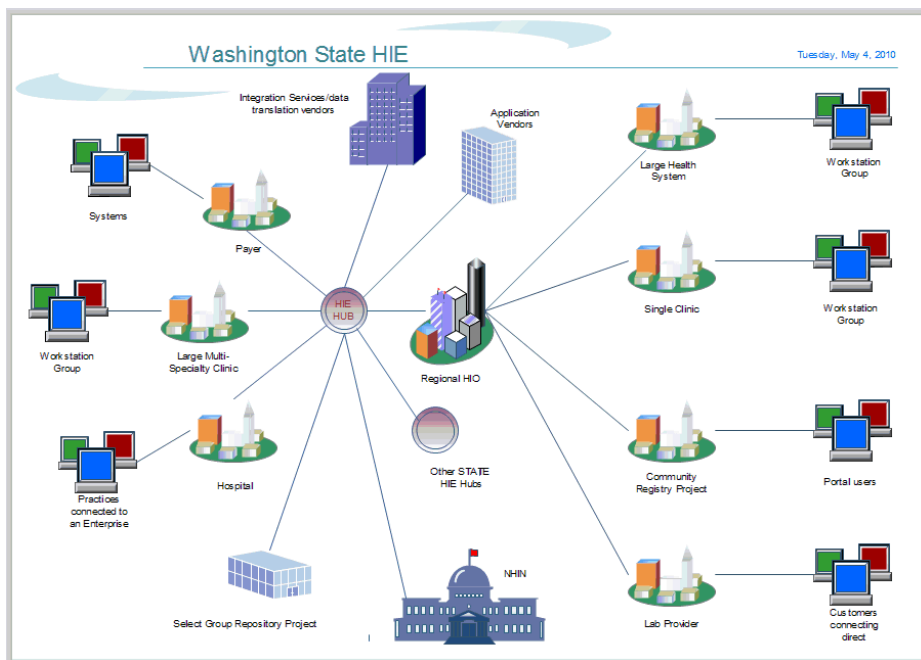 Washington State HIE
Tuesday, May 4, 2010
Integration Services/data
translation vendors
Application
Vendors
Large Health
System
Workstation
Group
Systems
Payer
HIE
HUB
Single Clinic
Workstation
Group
Workstation
Group
Large Multi-
Specialty Clinic
Regional HIO
Other STATE
HIE Hubs
Community
Registry Project
Portal users
Hospital
Practices
connected to
an Enterprise
NHIN
Select Group Repository Project
Lab Provider
Customers
connecting
direct